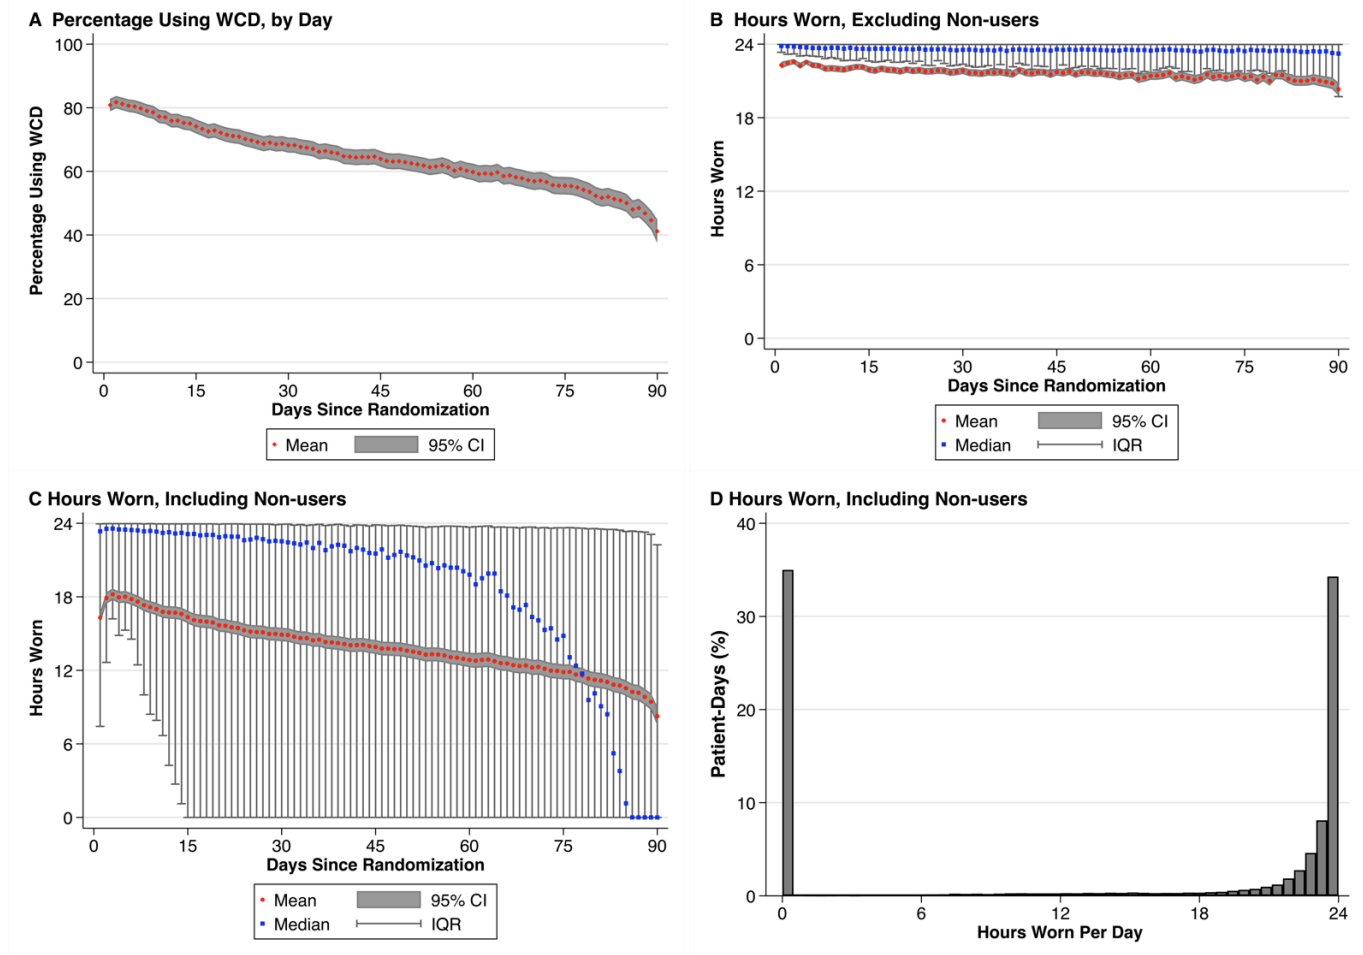 A Percentage Using WCD, by Day
100
80
60
40
20
0
Percentage Using WCD
0 15 30 45 60 75 90
Days Since Randomization
Mean 95% CI
B Hours Worn, Excluding Non-users
24
18
12
6
0
Hours Worn
0 15 30 45 60 75 90
Days Since Randomization
Mean 95% CI
Median IQR
C Hours Worn, Including Non-users
24
18
12
6
0
Hours Worn
0 15 30 45 60 75 90
Days Since Randomization
Mean 95% CI
Median IQR
D Hours Worn, Including Non-users
40
30
20
10
0
Patient-Days (%)
0 6 12 18 24
Hours Worn Per Day